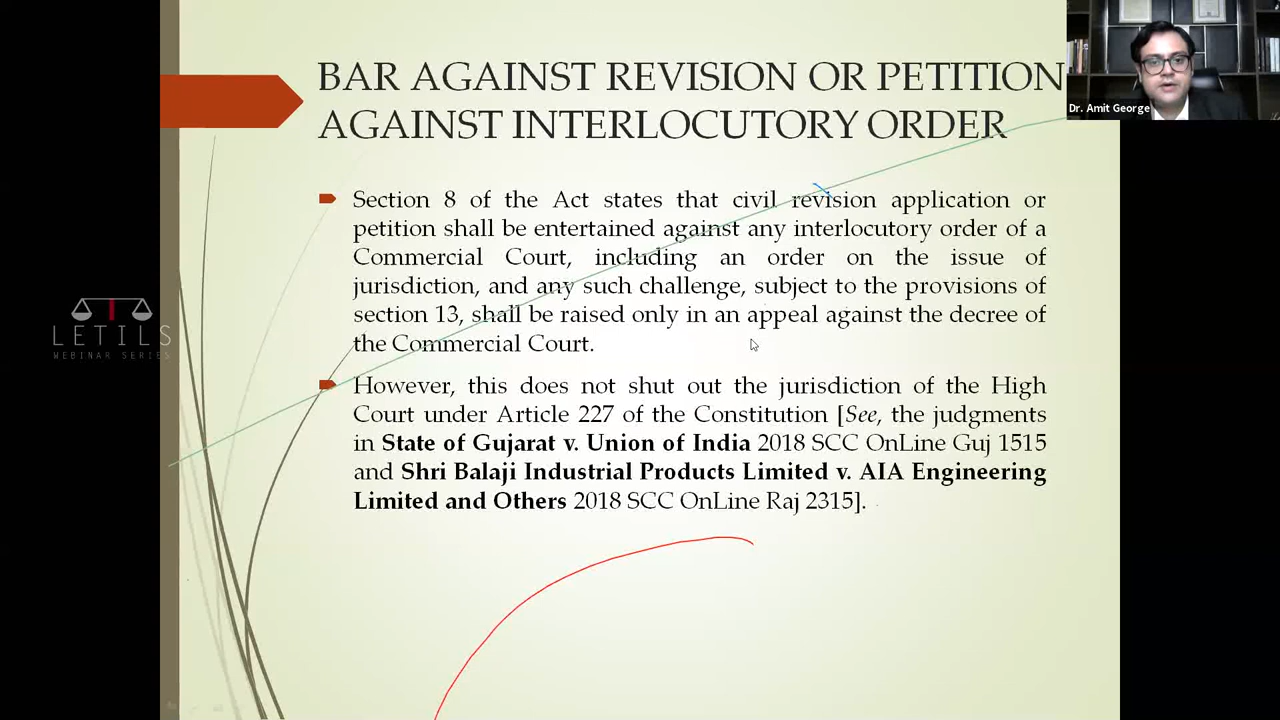 BAR AGAINST REVISION OR PETITION
AGAINST INTERLOCUTORY ORDER
Dr. Amit George
Section 8 of the Act states that civil revision application or
petition shall be entertained against any interlocutory order of a
Commercial Court, including an order on the issue of
jurisdiction, and any such challenge, subject to the provisions of
section 13, shall be raised only in an appeal against the decree of
the Commercial Court.
LETILS
WEBINAR SERIES
However, this does not shut out the jurisdiction of the High
Court under Article 227 of the Constitution [See, the judgments
in State of Gujarat v. Union of India 2018 SCC OnLine Guj 1515
and Shri Balaji Industrial Products Limited v. AIA Engineering
Limited and Others 2018 SCC OnLine Raj 2315].